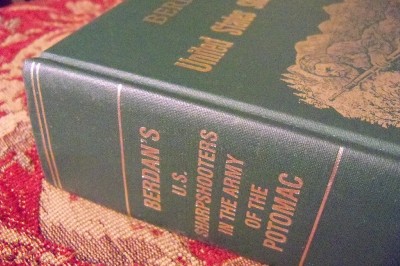 BERDAN'S
U.S.
SHARPSHOOTERS
IN THE ARMY
OF THE
POTOMAC
United States